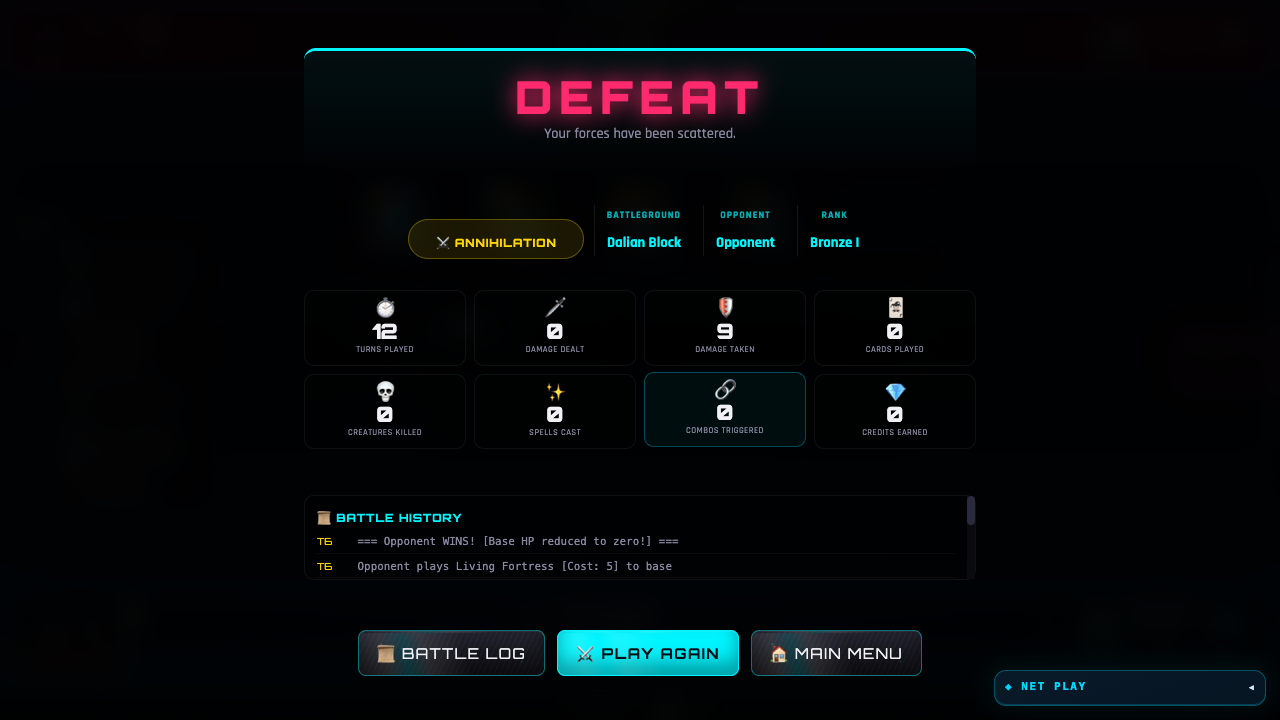 DEFEAT
Your forces have been scattered.
ANNIHILATION
BATTLEGROUND
Dalian Block
OPPONENT
Opponent
RANK
Bronze I
12
TURNS PLAYED
0
DAMAGE DEALT
9
DAMAGE TAKEN
0
CARDS PLAYED
0
CREATURES KILLED
0
SPELLS CAST
0
COMBOS TRIGGERED
0
CREDITS EARNED
BATTLE HISTORY
T6 === Opponent WINS! [Base HP reduced to zero!] ===
T6 Opponent plays Living Fortress [Cost: 5] to base
BATTLE LOG
PLAY AGAIN
MAIN MENU
NET PLAY